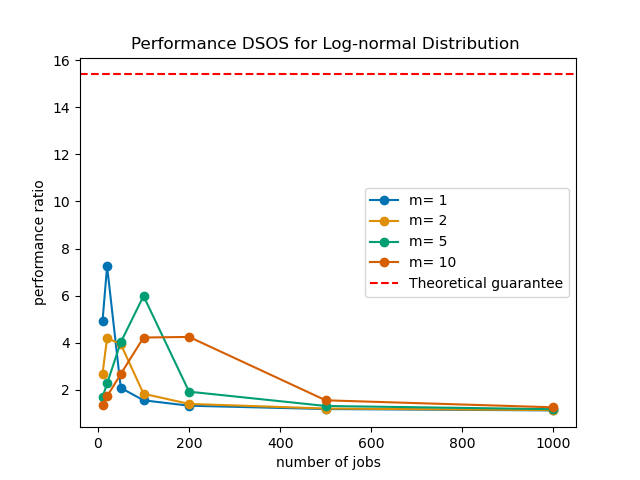 Performance DSOS for Log-normal Distribution
16
14
12
10
8
6
4
2
performance ratio
m= 1
m= 2
m= 5
m= 10
Theoretical guarantee
0 200 400 600 800 1000
number of jobs